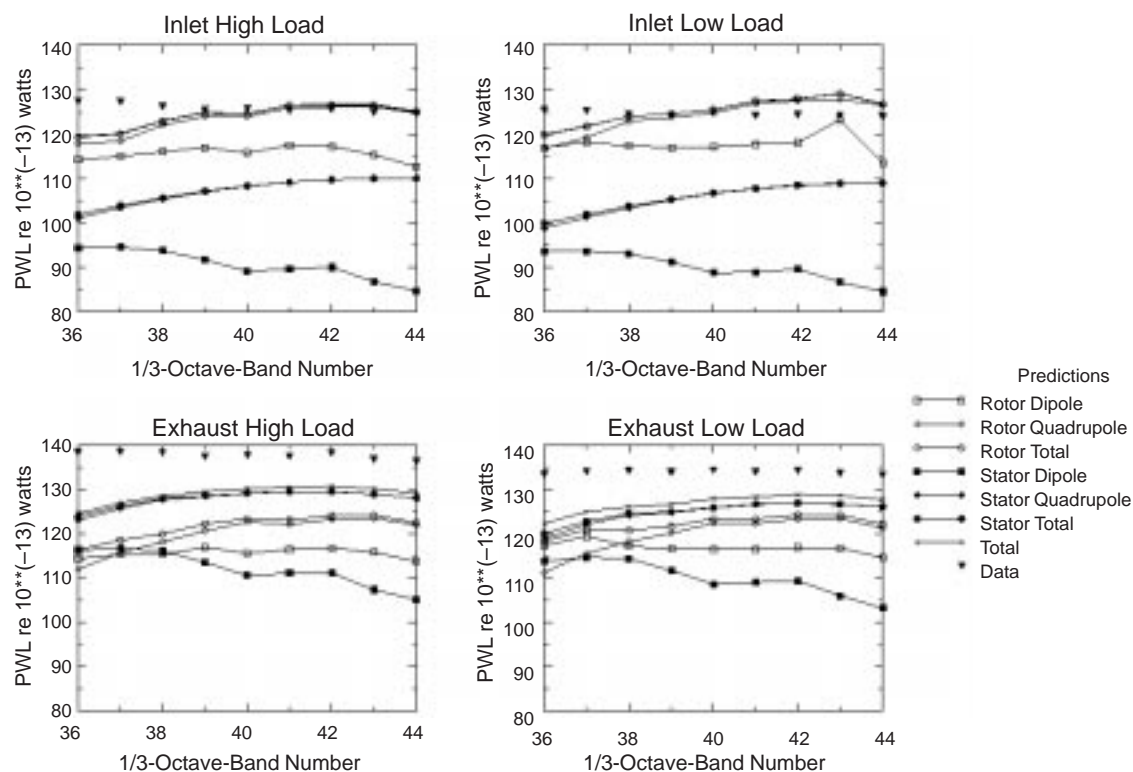 Inlet High Load
140
130
120
110
100
90
80
PWL re 10**(–13) watts
36 38 40 42 44
1/3-Octave-Band Number
Inlet Low Load
140
130
120
110
100
90
80
PWL re 10**(–13) watts
36 38 40 42 44
1/3-Octave-Band Number
Exhaust High Load
140
130
120
110
100
90
80
PWL re 10**(–13) watts
36 38 40 42 44
1/3-Octave-Band Number
Exhaust Low Load
140
130
120
110
100
90
80
PWL re 10**(–13) watts
36 38 40 42 44
1/3-Octave-Band Number
Predictions
Rotor Dipole
Rotor Quadrupole
Rotor Total
Stator Dipole
Stator Quadrupole
Stator Total
Total
Data